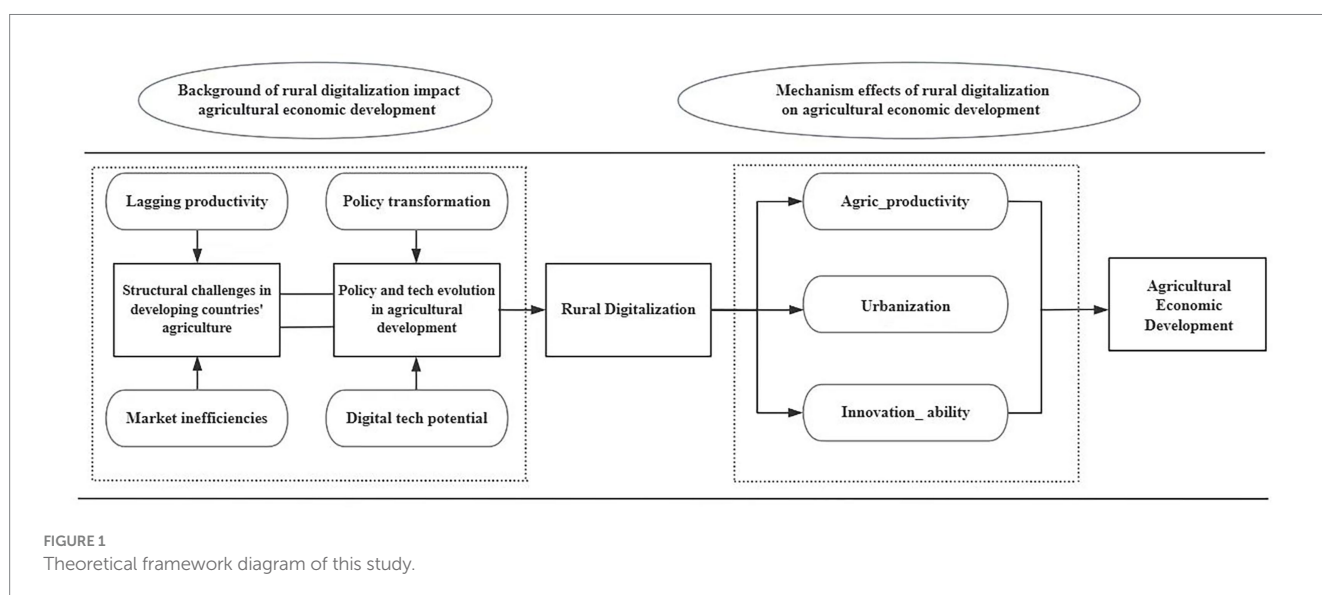 Background of rural digitalization impact
agricultural economic development
Mechanism effects of rural digitalization
on agricultural economic development
Lagging productivity
Policy transformation
Structural challenges in
developing countries'
agriculture
Policy and tech evolution
in agricultural
development
Market inefficiencies
Digital tech potential
Rural Digitalization
Agric_productivity
Urbanization
Innovation_ ability
Agricultural
Economic
Development
FIGURE 1
Theoretical framework diagram of this study.